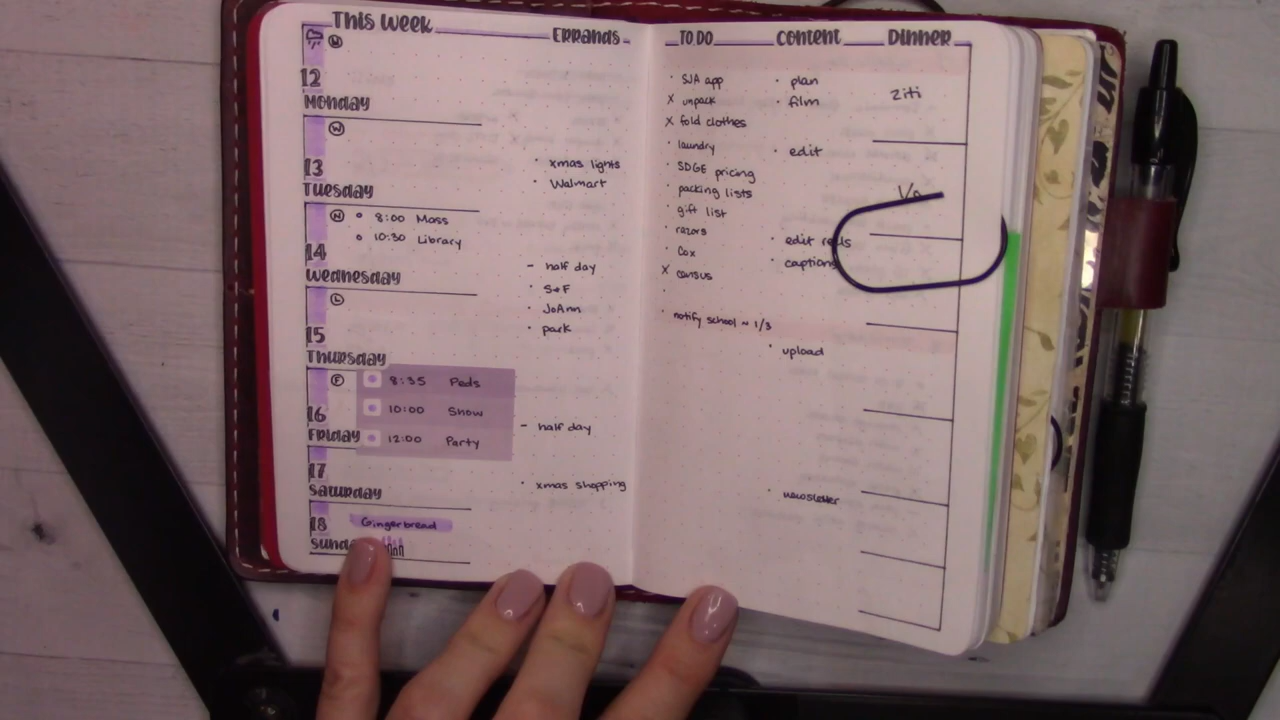 This Week
Errands
12
Monday
M
13
Tuesday
W
· xmas lights
· Walmart
14
Wednesday
N
8:00 Moss
10:30 Library
- half day
· S+F
· JoAnn
· park
15
Thursday
L
16
Friday
F
8:35 Peds
10:00 Show
12:00 Party
- half day
17
Saturday
· xmas shopping
18
Gingerbread
To Do
· SJA app
x unpack
x fold clothes
· laundry
· SDGE pricing
· packing lists
· gift list
· razors
· Cox
x census
· notify school ~ 1/3
Content
· plan
· film
· edit
· edit reels
· captions
· upload
· newsletter
Dinner
Ziti